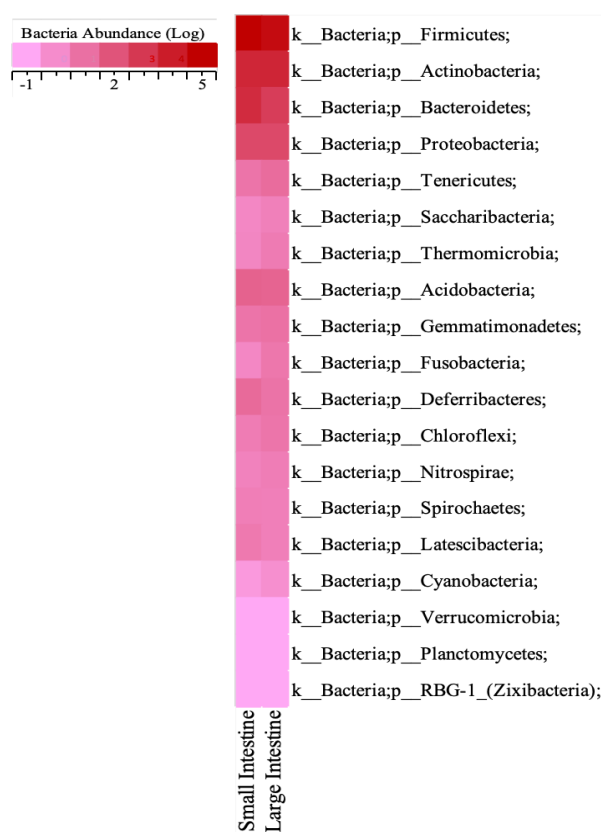 Bacteria Abundance (Log)
3 4
-1 2 5
k__Bacteria;p__Firmicutes;
k__Bacteria;p__Actinobacteria;
k__Bacteria;p__Bacteroidetes;
k__Bacteria;p__Proteobacteria;
k__Bacteria;p__Tenericutes;
k__Bacteria;p__Saccharibacteria;
k__Bacteria;p__Thermomicrobia;
k__Bacteria;p__Acidobacteria;
k__Bacteria;p__Gemmatimonadetes;
k__Bacteria;p__Fusobacteria;
k__Bacteria;p__Deferribacteres;
k__Bacteria;p__Chloroflexi;
k__Bacteria;p__Nitrospirae;
k__Bacteria;p__Spirochaetes;
k__Bacteria;p__Latescibacteria;
k__Bacteria;p__Cyanobacteria;
k__Bacteria;p__Verrucomicrobia;
k__Bacteria;p__Planctomycetes;
k__Bacteria;p__RBG-1_(Zixibacteria);
Small Intestine
Large Intestine